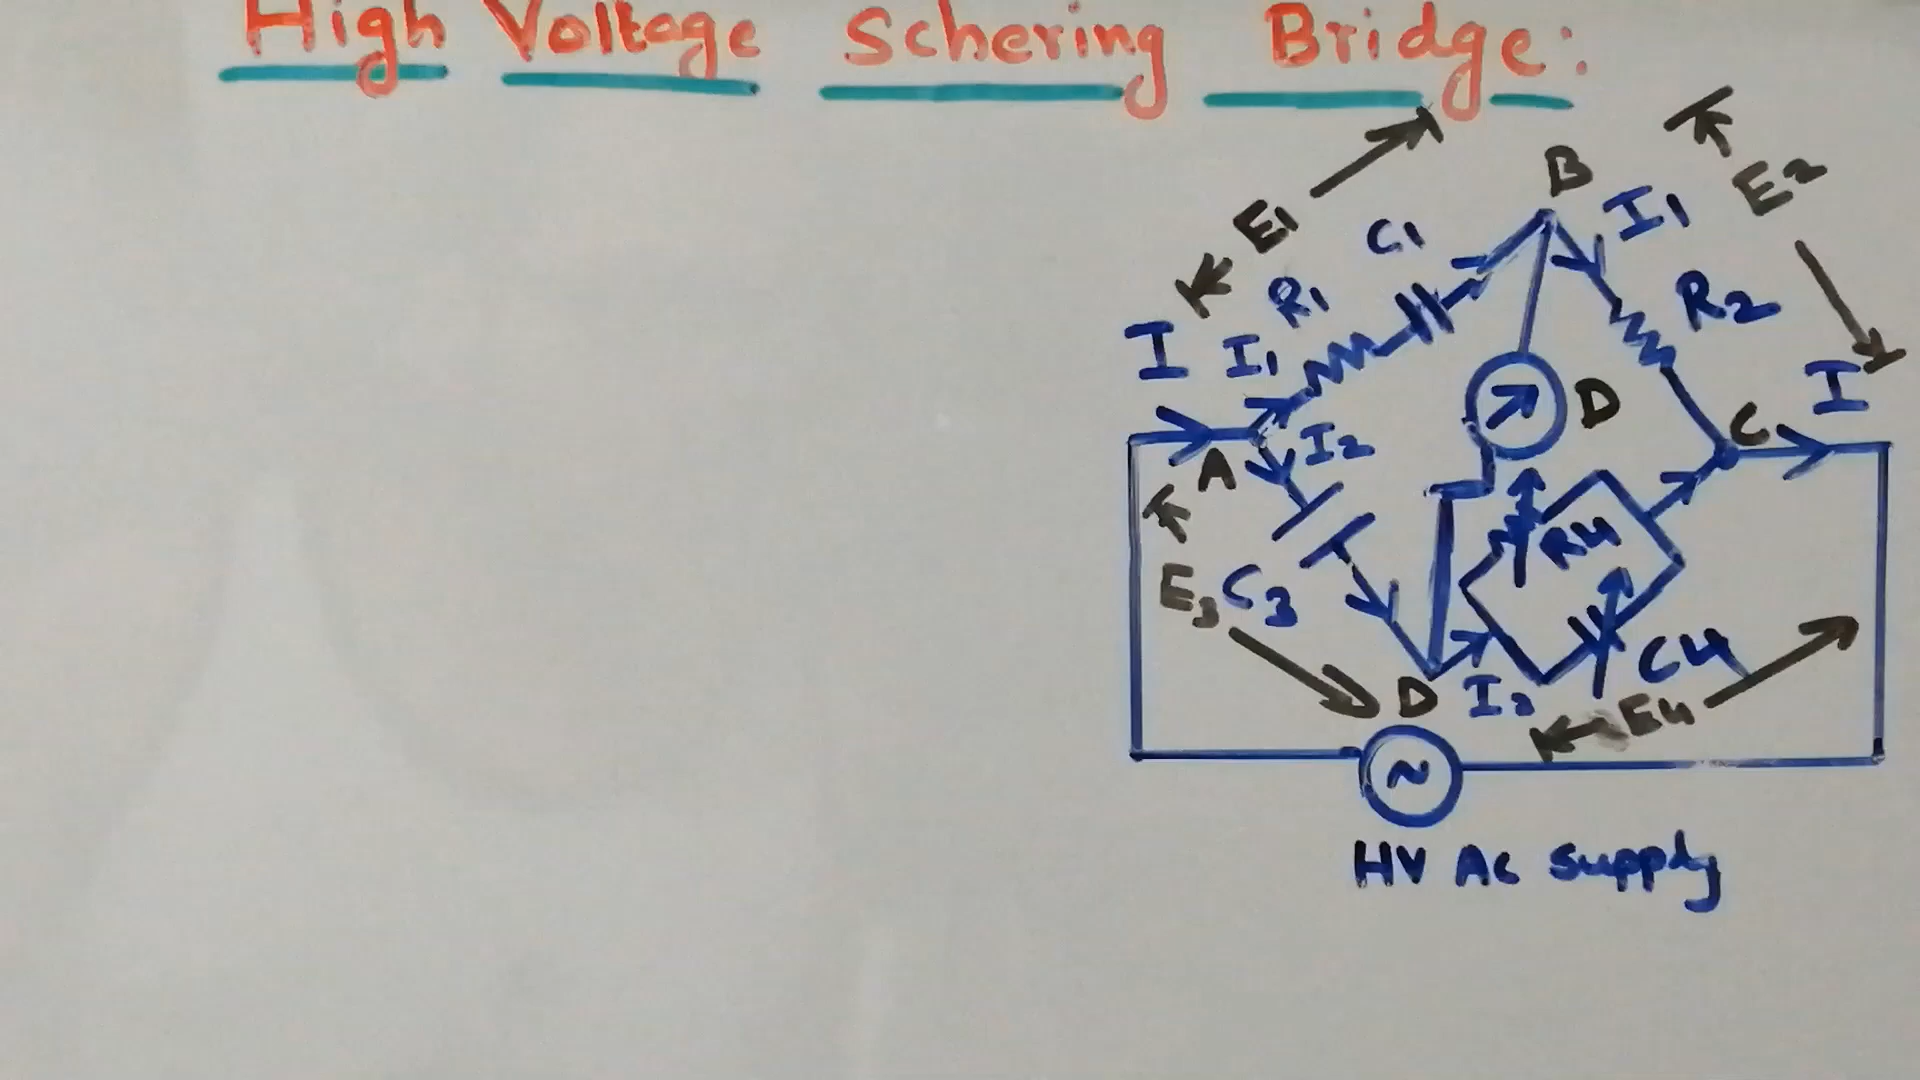 High Voltage Schering Bridge:
B
E1
E2
I1
C1
R1
R2
I
I1
I
D
C
I2
A
R4
E3
C3
C4
D
I2
E4
~
HV AC Supply